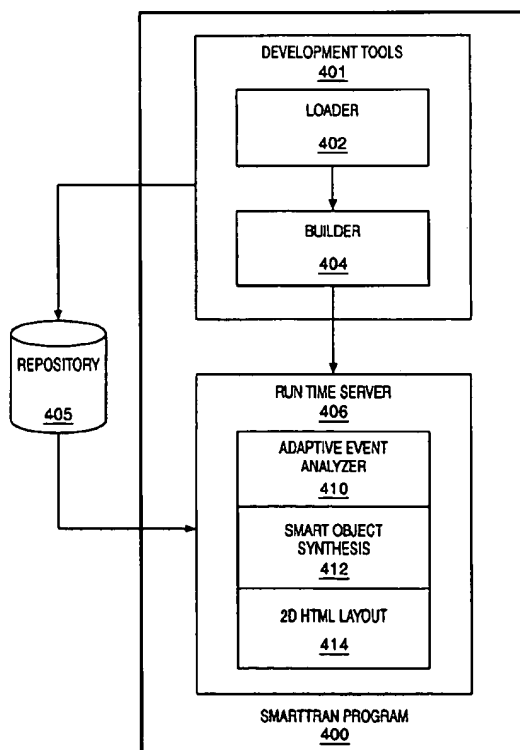 DEVELOPMENT TOOLS
401
LOADER
402
BUILDER
404
REPOSITORY
405
RUN TIME SERVER
406
ADAPTIVE EVENT
ANALYZER
410
SMART OBJECT
SYNTHESIS
412
2D HTML LAYOUT
414
SMARTTRAN PROGRAM
400